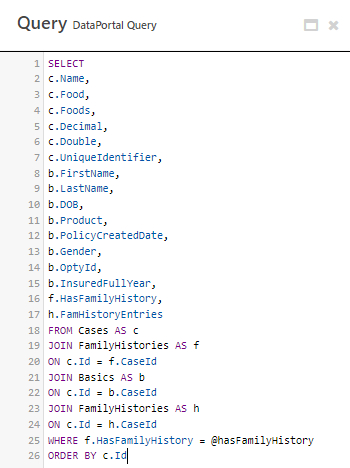 Query DataPortal Query
1 SELECT
2 c.Name,
3 c.Food,
4 c.Foods,
5 c.Decimal,
6 c.Double,
7 c.UniqueIdentifier,
8 b.FirstName,
9 b.LastName,
10 b.DOB,
11 b.Product,
12 b.PolicyCreatedDate,
13 b.Gender,
14 b.OptyId,
15 b.InsuredFullYear,
16 f.HasFamilyHistory,
17 h.FamHistoryEntries
18 FROM Cases AS c
19 JOIN FamilyHistories AS f
20 ON c.Id = f.CaseId
21 JOIN Basics AS b
22 ON c.Id = b.CaseId
23 JOIN FamilyHistories AS h
24 ON c.Id = h.CaseId
25 WHERE f.HasFamilyHistory = @hasFamilyHistory
26 ORDER BY c.Id